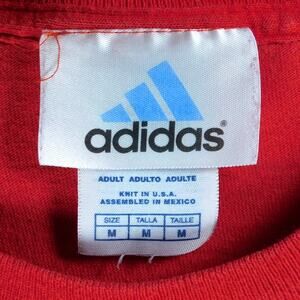 adidas®
ADULT ADULTO ADULTE
KNIT IN U.S.A.
ASSEMBLED IN MEXICO
SIZE TALLA TAILLE
M M M